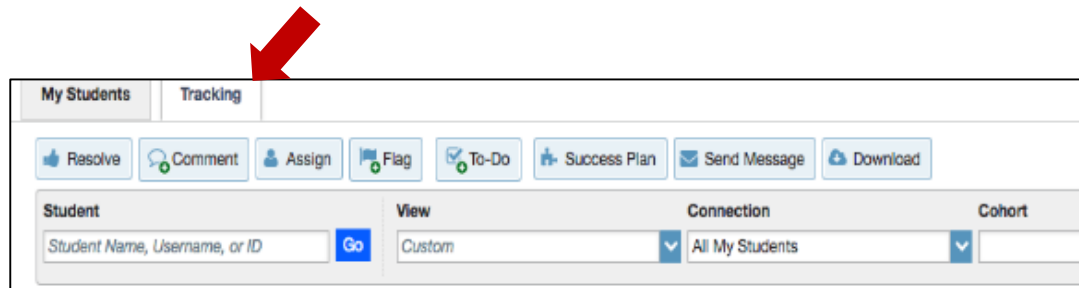 My Students Tracking
Resolve Comment Assign Flag To-Do Success Plan Send Message Download
Student View Connection Cohort
Student Name, Username, or ID Go Custom All My Students